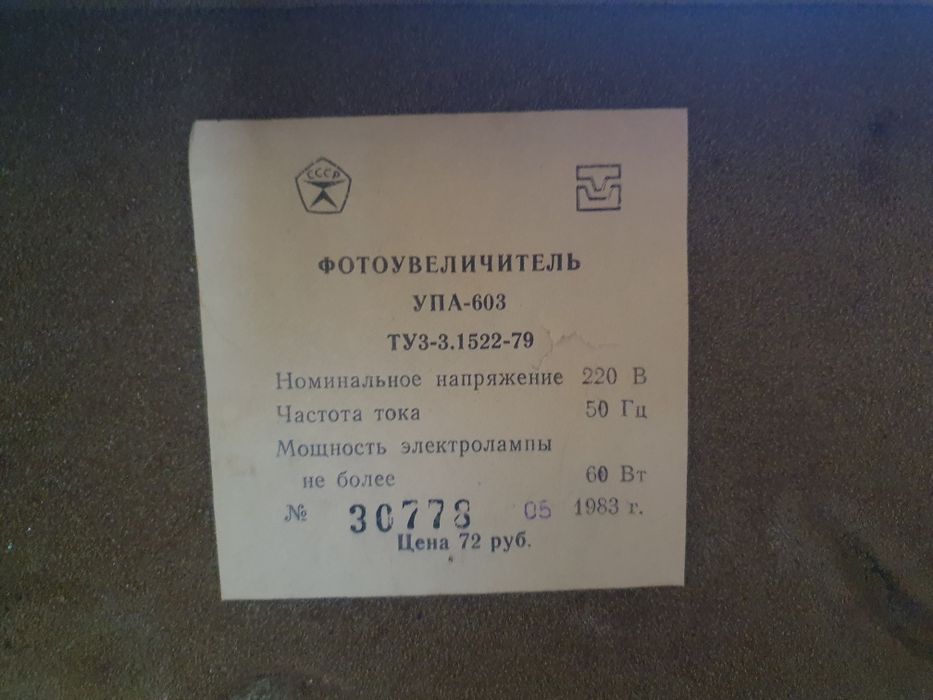 СССР
ФОТОУВЕЛИЧИТЕЛЬ
УПА-603
ТУ3-3.1522-79
Номинальное напряжение 220 В
Частота тока 50 Гц
Мощность электролампы
не более 60 Вт
№ 30778 05 1983 г.
Цена 72 руб.